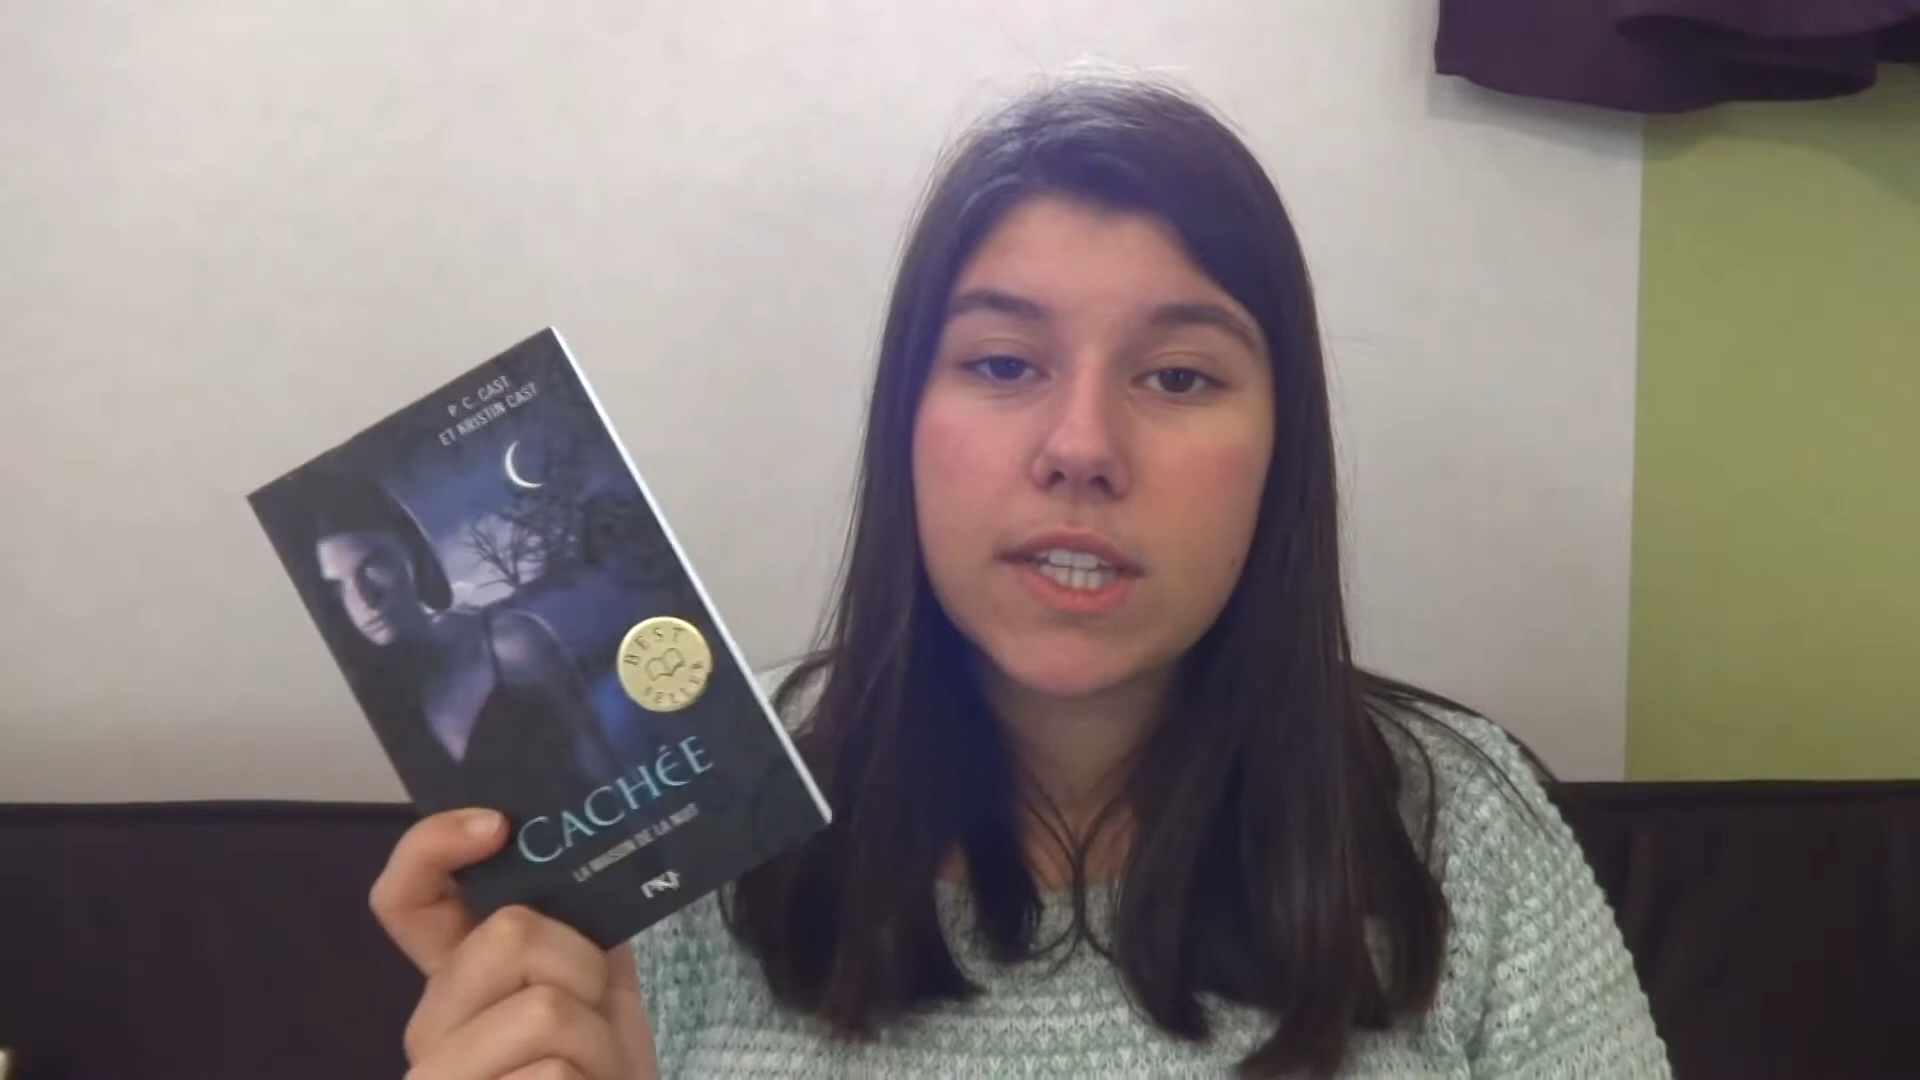 P. C. CAST
ET KRISTIN CAST
BEST
SELLER
CACHÉE
LA MAISON DE LA NUIT
PKJ